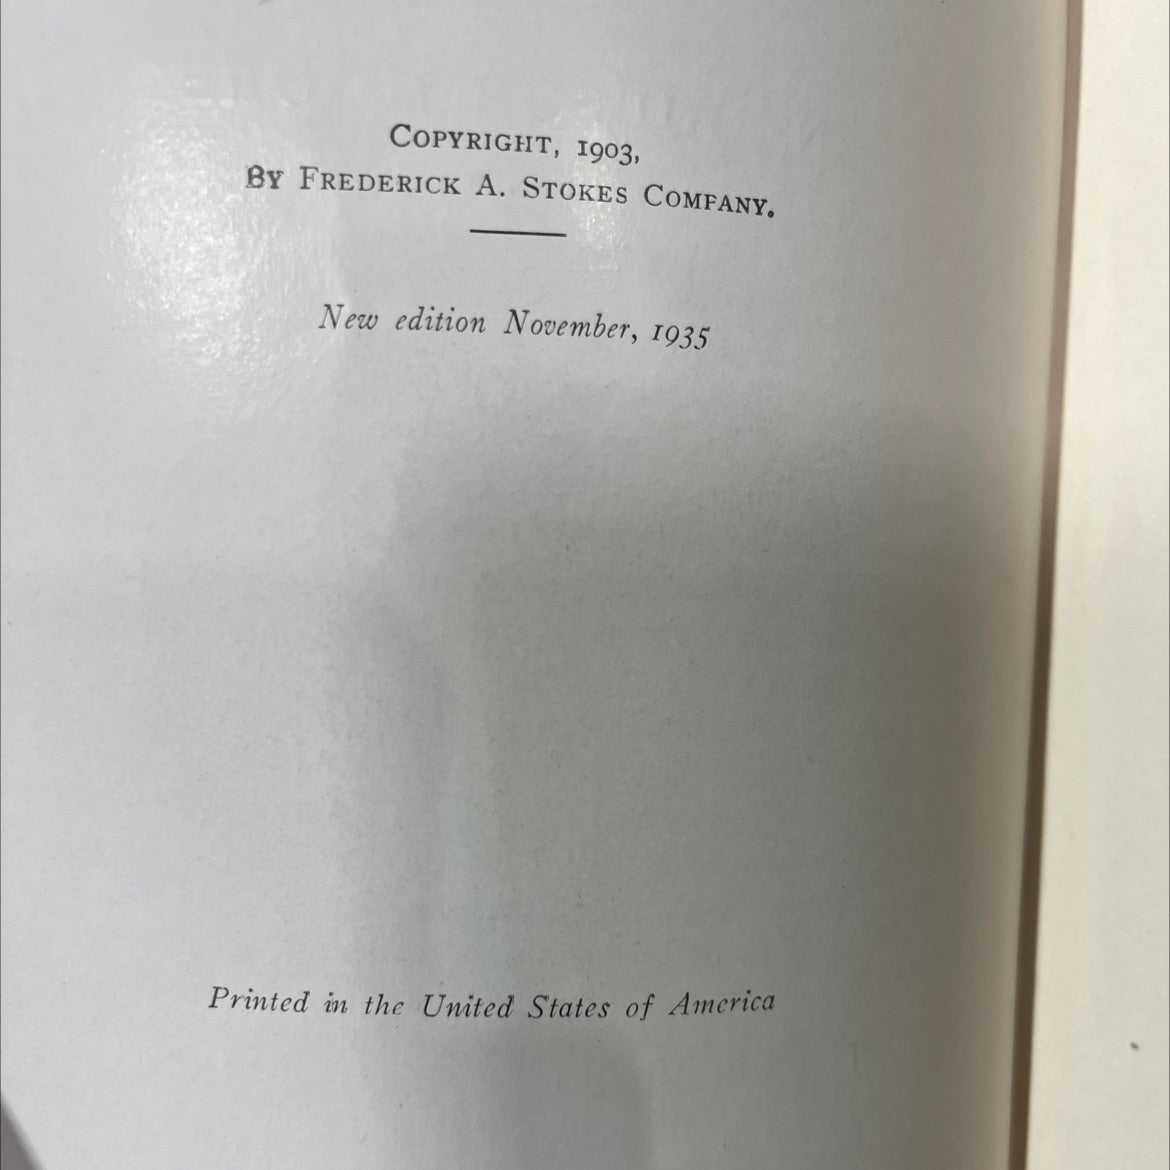 COPYRIGHT, 1903,
BY FREDERICK A. STOKES COMPANY.
New edition November, 1935
Printed in the United States of America